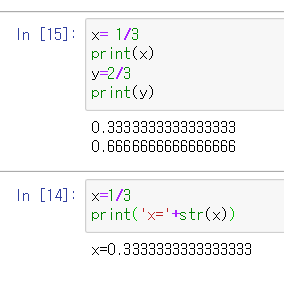 In [15]: x= 1/3
print(x)
y=2/3
print(y)
0.3333333333333333
0.6666666666666666
In [14]: x=1/3
print('x='+str(x))
x=0.3333333333333333